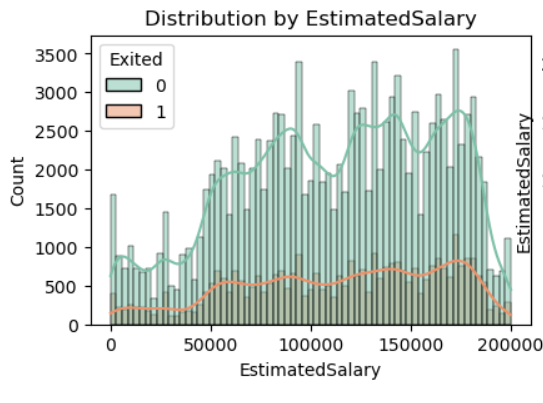 Distribution by EstimatedSalary
Exited
0
1
3500
3000
2500
2000
1500
1000
500
0
Count
0 50000 100000 150000 200000
EstimatedSalary
EstimatedSalary